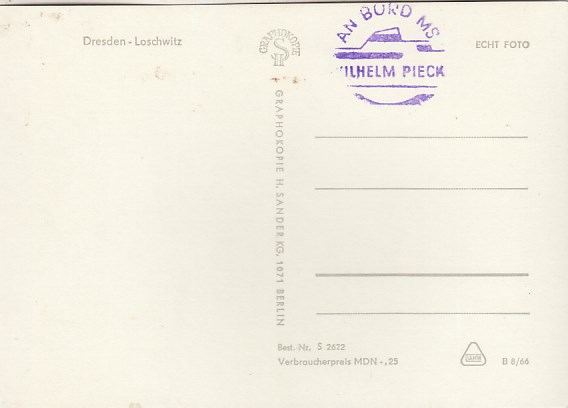 Dresden - Loschwitz
GRAPHOKOPIE
HS
GRAPHOKOPIE H. SANDER KG, 1071 BERLIN
AN BORD MS
WILHELM PIECK
ECHT FOTO
Best.-Nr. S 2622
Verbraucherpreis MDN -,25
B 8/66